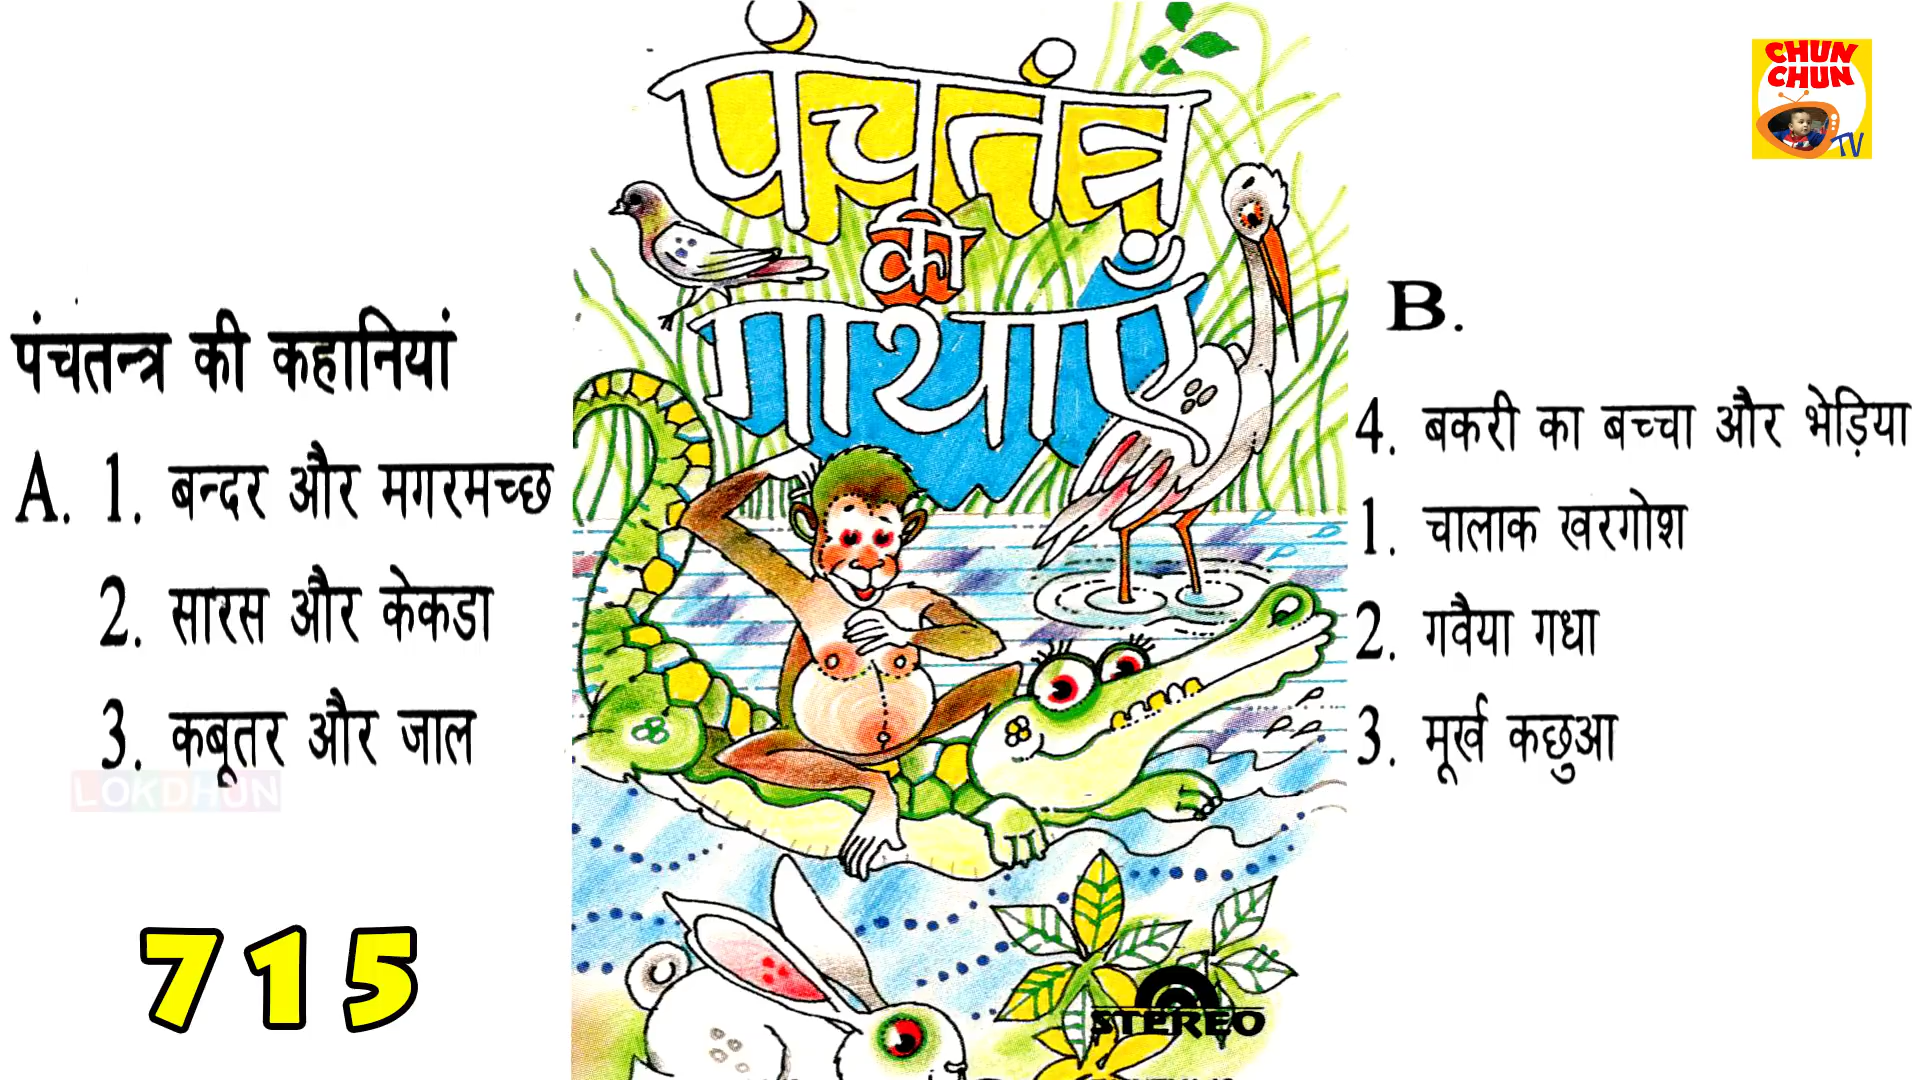 पंचतन्त्र की कहानियां
A. 1. बन्दर और मगरमच्छ
2. सारस और केकडा
3. कबूतर और जाल
LOKDHUN
715
पंचतंत्र
की
गाथाएँ
STEREO
CHUN
CHUN
TV
B.
4. बकरी का बच्चा और भेड़िया
1. चालाक खरगोश
2. गवैया गधा
3. मूर्ख कछुआ